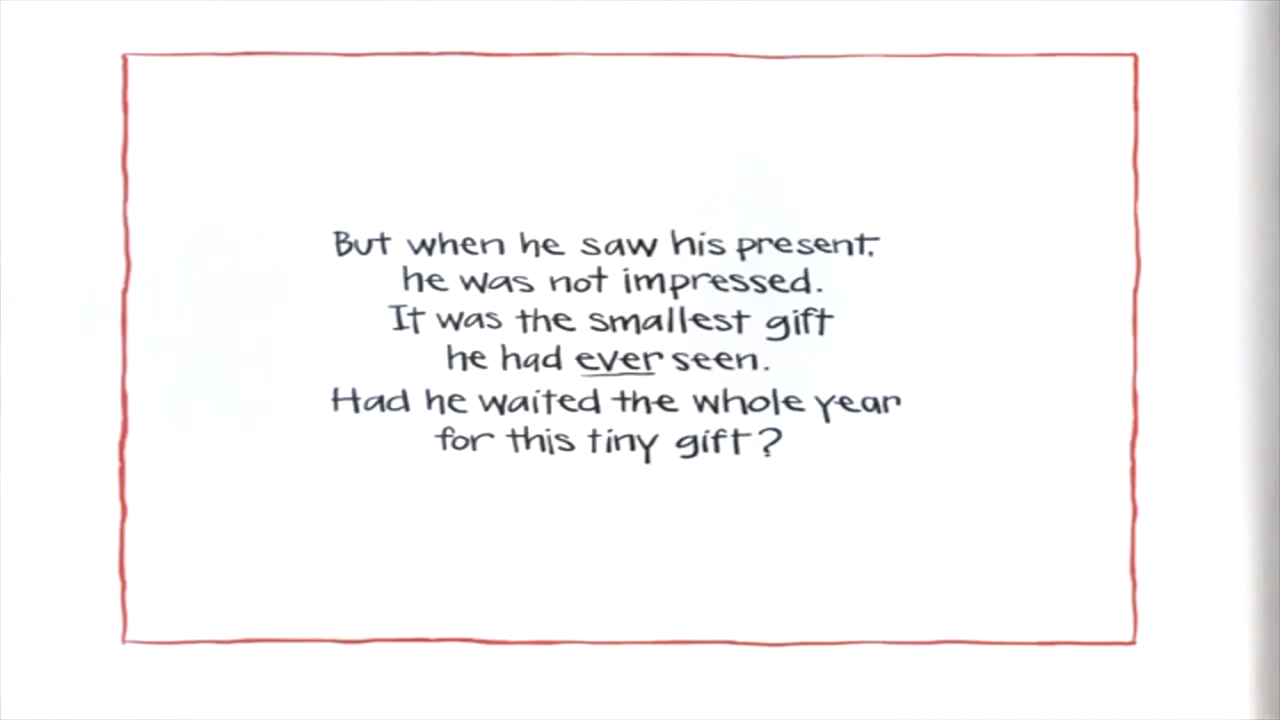 But when he saw his present,
he was not impressed.
It was the smallest gift
he had ever seen.
Had he waited the whole year
for this tiny gift?